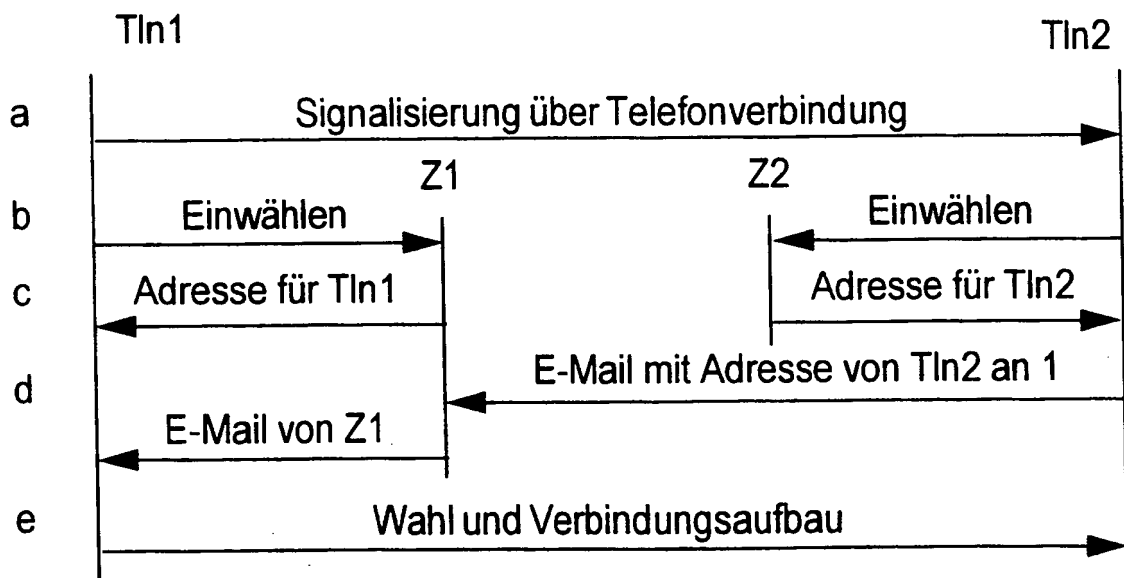 Tln1 Tln2
a Signalisierung über Telefonverbindung
Z1 Z2
b Einwählen Einwählen
c Adresse für Tln1 Adresse für Tln2
d E-Mail mit Adresse von Tln2 an 1
E-Mail von Z1
e Wahl und Verbindungsaufbau